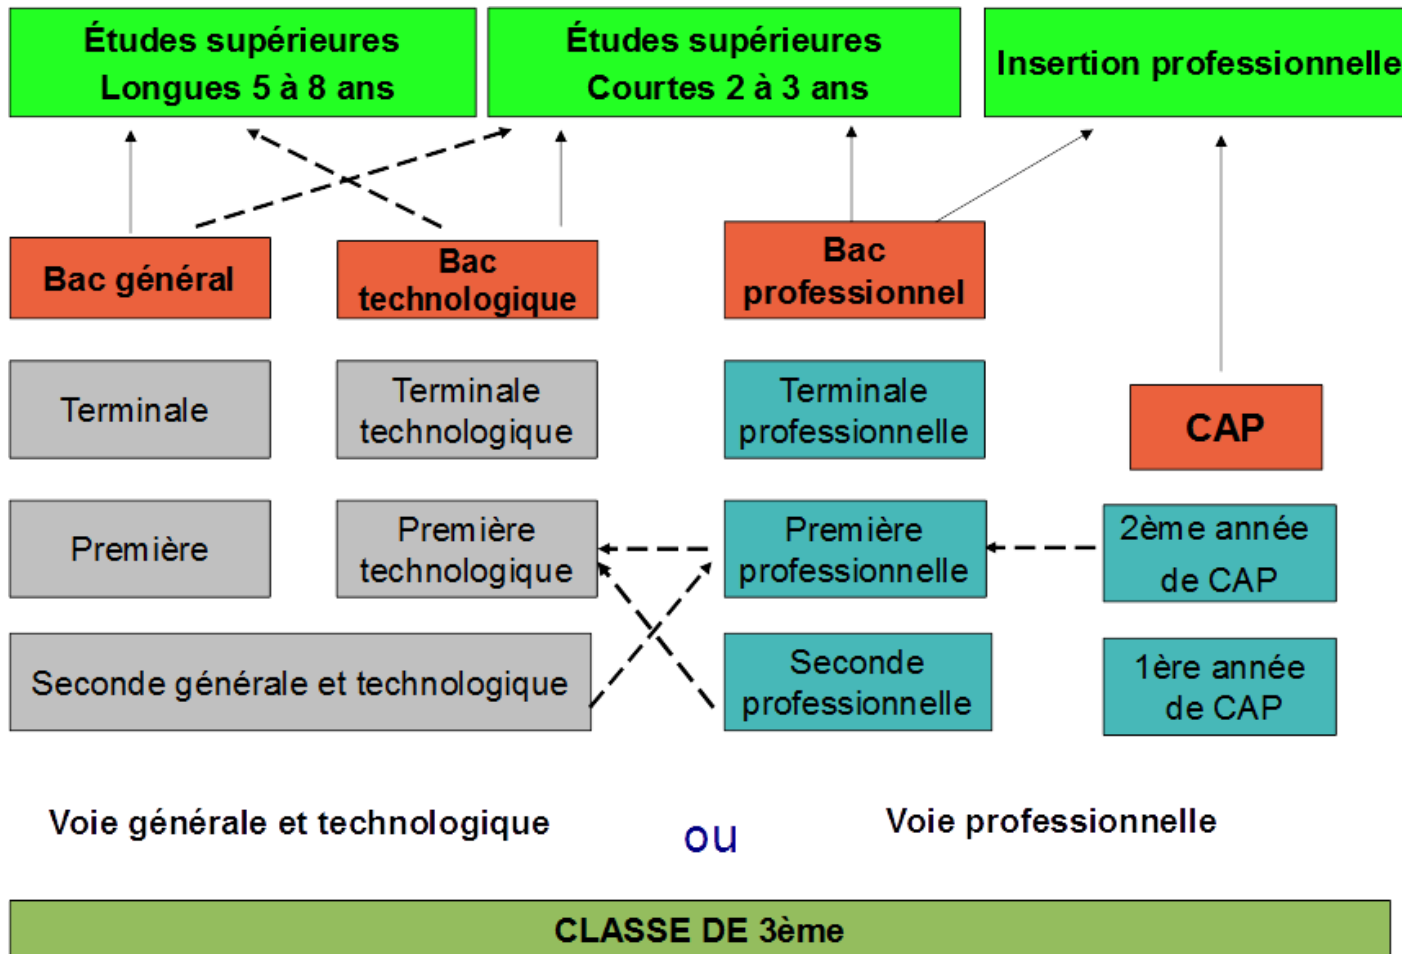 Études supérieures
Longues 5 à 8 ans
Études supérieures
Courtes 2 à 3 ans
Insertion professionnelle
Bac général
Bac
technologique
Bac
professionnel
Terminale
Terminale
technologique
Terminale
professionnelle
CAP
Première
Première
technologique
Première
professionnelle
2ème année
de CAP
Seconde générale et technologique
Seconde
professionnelle
1ère année
de CAP
Voie générale et technologique
ou
Voie professionnelle
CLASSE DE 3ème